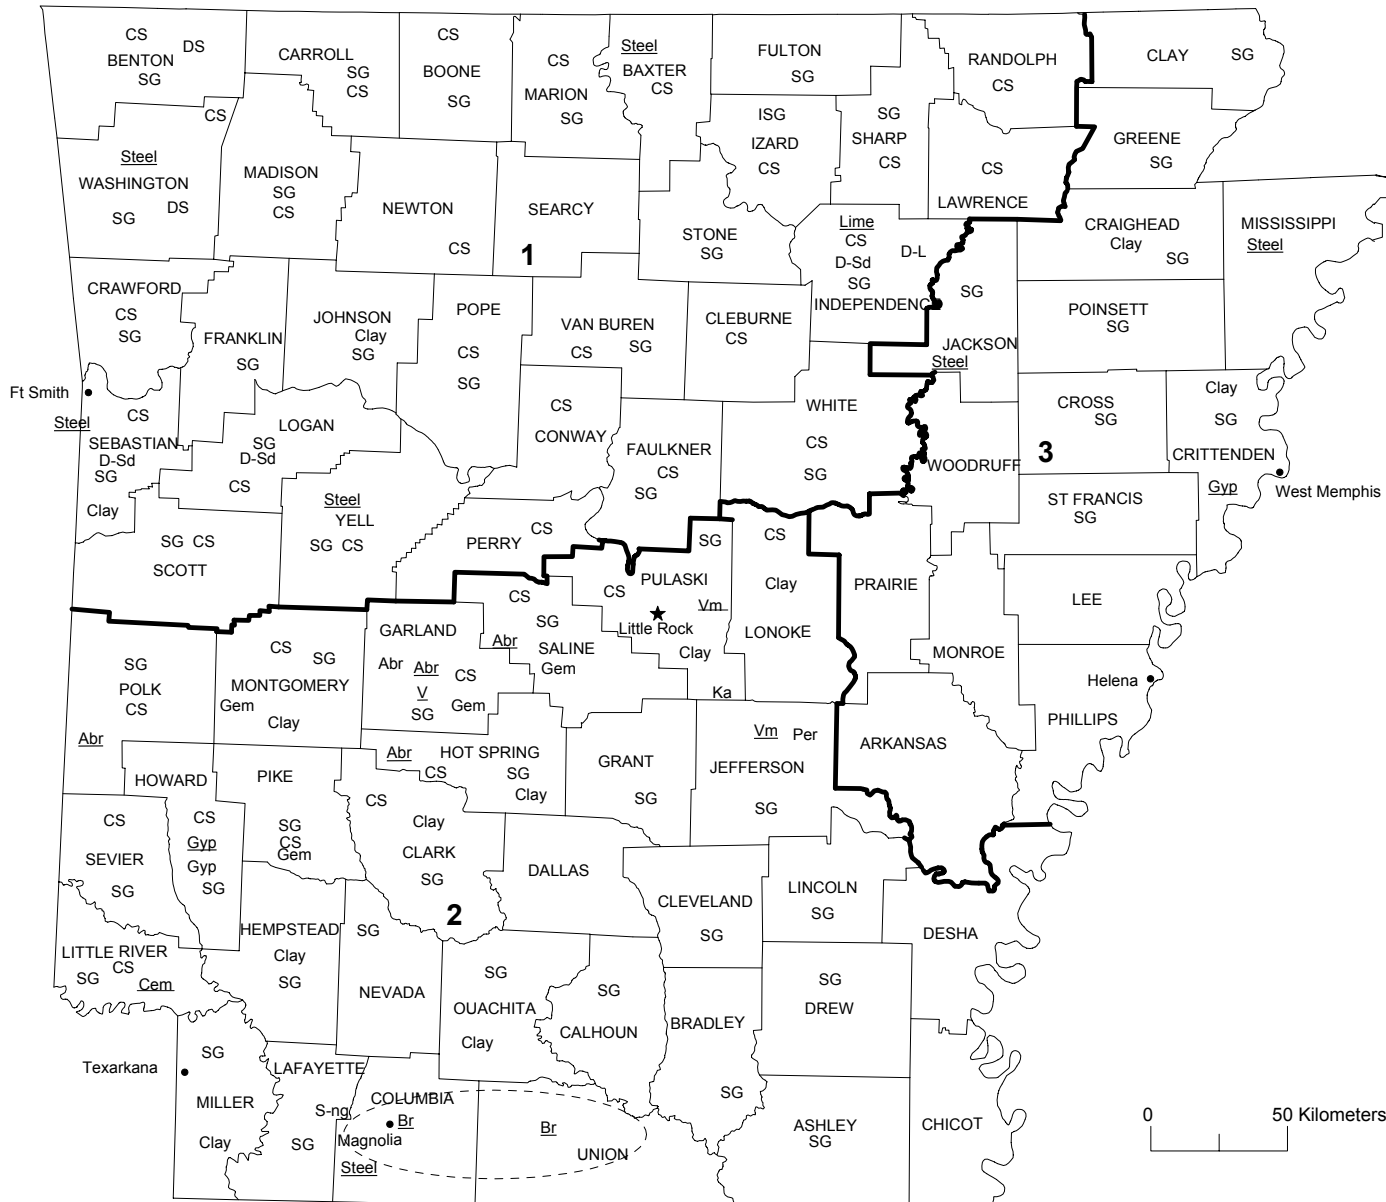 CS
DS
BENTON
SG
CARROLL
SG
CS
CS
BOONE
SG
CS
MARION
SG
Steel
BAXTER
CS
FULTON
SG
RANDOLPH
CS
CLAY
SG
CS
Steel
WASHINGTON
SG
DS
MADISON
SG
CS
NEWTON
CS
SEARCY
1
STONE
SG
ISG
IZARD
CS
SG
SHARP
CS
CS
LAWRENCE
GREENE
SG
Lime
CS
D-L
D-Sd
SG
INDEPENDENC
CRAIGHEAD
Clay
SG
MISSISSIPPI
Steel
CRAWFORD
CS
SG
FRANKLIN
SG
JOHNSON
Clay
SG
POPE
CS
SG
VAN BUREN
CS
SG
CLEBURNE
CS
SG
JACKSON
Steel
POINSETT
SG
Ft Smith
Steel
CS
SEBASTIAN
D-Sd
SG
Clay
LOGAN
SG
D-Sd
CS
CS
CONWAY
FAULKNER
CS
SG
WHITE
CS
SG
WOODRUFF
3
CROSS
SG
Clay
SG
CRITTENDEN
Gyp
West Memphis
Steel
YELL
SG CS
SG CS
SCOTT
CS
PERRY
ST FRANCIS
SG
SG
PULASKI
CS
Vm
Little Rock
Clay
Ka
CS
Clay
LONOKE
PRAIRIE
LEE
MONROE
Helena
PHILLIPS
SG
POLK
CS
Abr
CS
SG
MONTGOMERY
Gem
Clay
GARLAND
Abr
Abr
CS
V
Gem
SG
CS
SG
Abr
SALINE
Gem
Abr
HOT SPRING
CS
SG
Clay
GRANT
SG
Vm
Per
JEFFERSON
SG
ARKANSAS
HOWARD
CS
Gyp
Gyp
SG
PIKE
SG
CS
Gem
CS
Clay
CLARK
SG
2
DALLAS
CS
SEVIER
SG
CLEVELAND
SG
LINCOLN
SG
DESHA
LITTLE RIVER
CS
SG
Cem
HEMPSTEAD
Clay
SG
SG
NEVADA
SG
OUACHITA
Clay
SG
CALHOUN
BRADLEY
SG
SG
DREW
Texarkana
SG
MILLER
Clay
LAFAYETTE
S-ng
SG
COLUMBIA
Br
Magnolia
Steel
Br
UNION
ASHLEY
SG
CHICOT
0
50 Kilometers